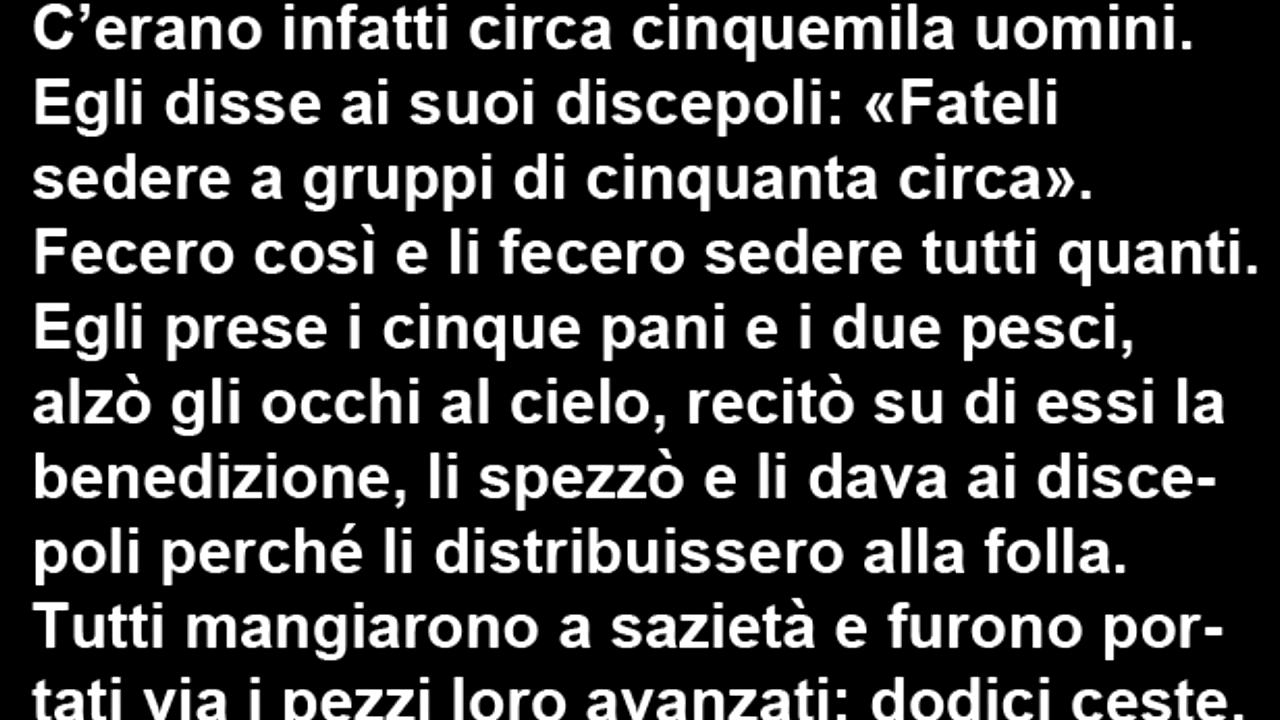 C’erano infatti circa cinquemila uomini.
Egli disse ai suoi discepoli: «Fateli
sedere a gruppi di cinquanta circa».
Fecero così e li fecero sedere tutti quanti.
Egli prese i cinque pani e i due pesci,
alzò gli occhi al cielo, recitò su di essi la
benedizione, li spezzò e li dava ai disce-
poli perché li distribuissero alla folla.
Tutti mangiarono a sazietà e furono por-
tati via i pezzi loro avanzati: dodici ceste.